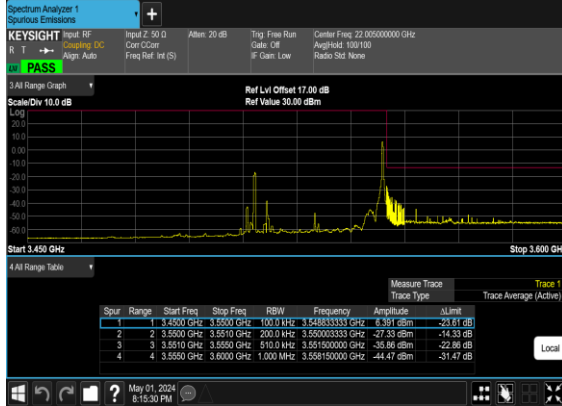 Spectrum Analyzer 1
Spurious Emissions
+
KEYSIGHT Input: RF Input Z: 50 Ω Atten: 20 dB Trig: Free Run Center Freq: 22.005000000 GHz
R T Coupling: DC Corr CCorr Gate: Off Avg|Hold: 100/100
Align: Auto Freq Ref: Int (S) IF Gain: Low Radio Std: None
PASS
3 All Range Graph Ref Lvl Offset 17.00 dB
Scale/Div 10.0 dB Ref Value 30.00 dBm
Log
20.0
10.0
0.00
-10.0
-20.0
-30.0
-40.0
-50.0
-60.0
Start 3.450 GHz Stop 3.600 GH
4 All Range Table
Measure Trace Trace 1
Trace Type Trace Average (Active)
Spur Range Start Freq Stop Freq RBW Frequency Amplitude ΔLimit
1 1 3.4500 GHz 3.5500 GHz 100.0 kHz 3.548833333 GHz 6.391 dBm -23.61 dB
2 2 3.5500 GHz 3.5510 GHz 200.0 kHz 3.550003333 GHz -27.33 dBm -14.33 dB
3 3 3.5510 GHz 3.5550 GHz 510.0 kHz 3.551500000 GHz -35.86 dBm -22.86 dB
4 4 3.5550 GHz 3.6000 GHz 1.000 MHz 3.558150000 GHz -44.47 dBm -31.47 dB
Local
? May 01, 2024
8:15:30 PM